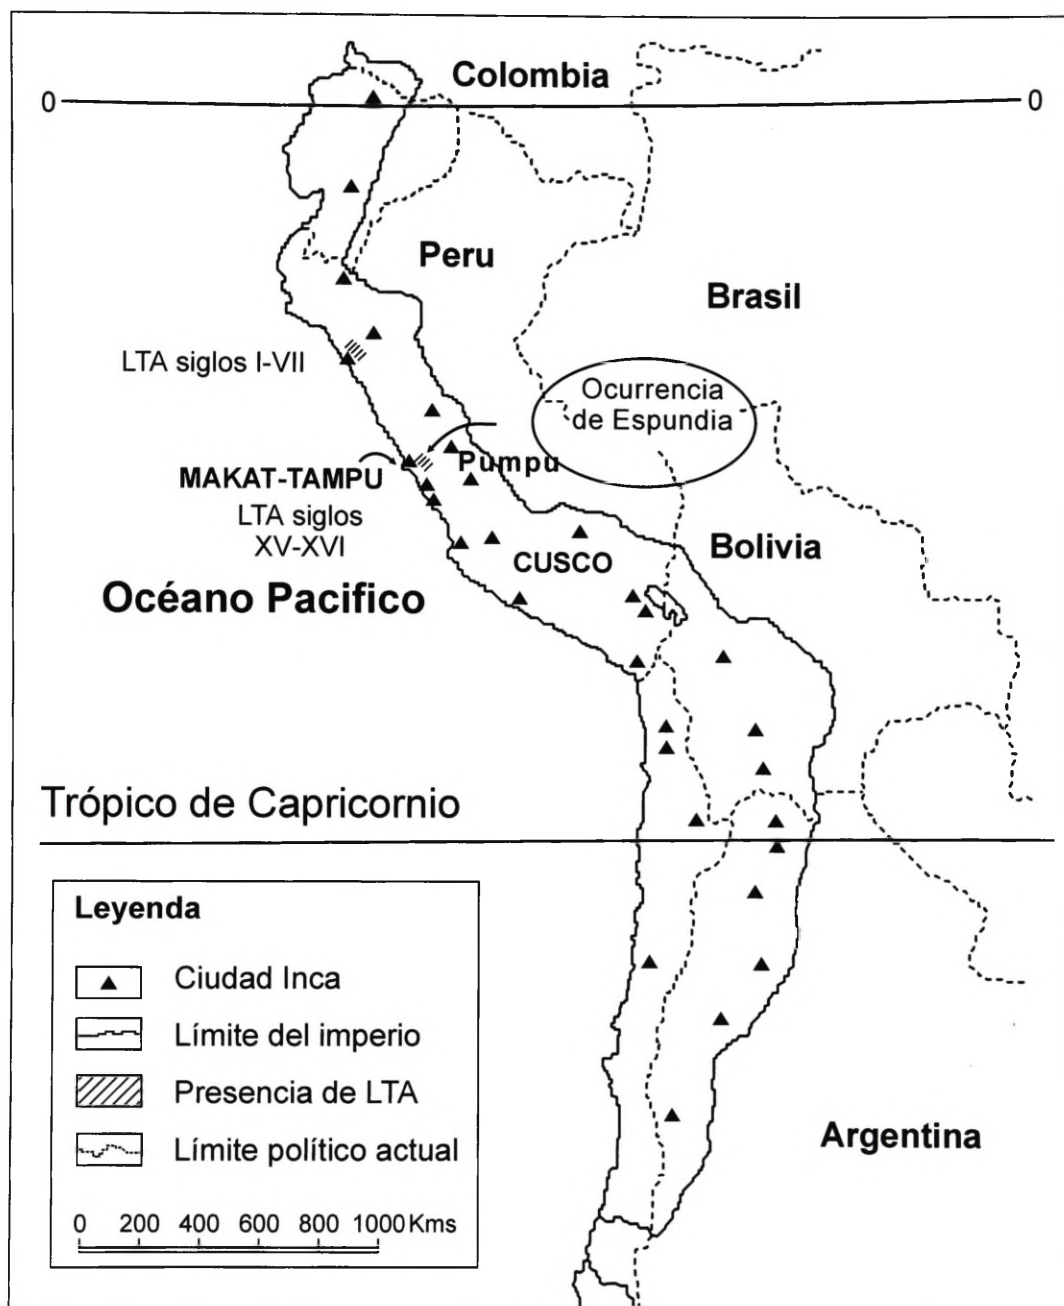 Colombia
0
0
Peru
Brasil
LTA siglos I-VII
Ocurrencia
de Espundia
Pumpu
MAKAT-TAMPU
LTA siglos
XV-XVI
Bolivia
CUSCO
Océano Pacifico
Trópico de Capricornio
Leyenda
Ciudad Inca
Límite del imperio
Presencia de LTA
Límite político actual
0 200 400 600 800 1000 Kms
Argentina